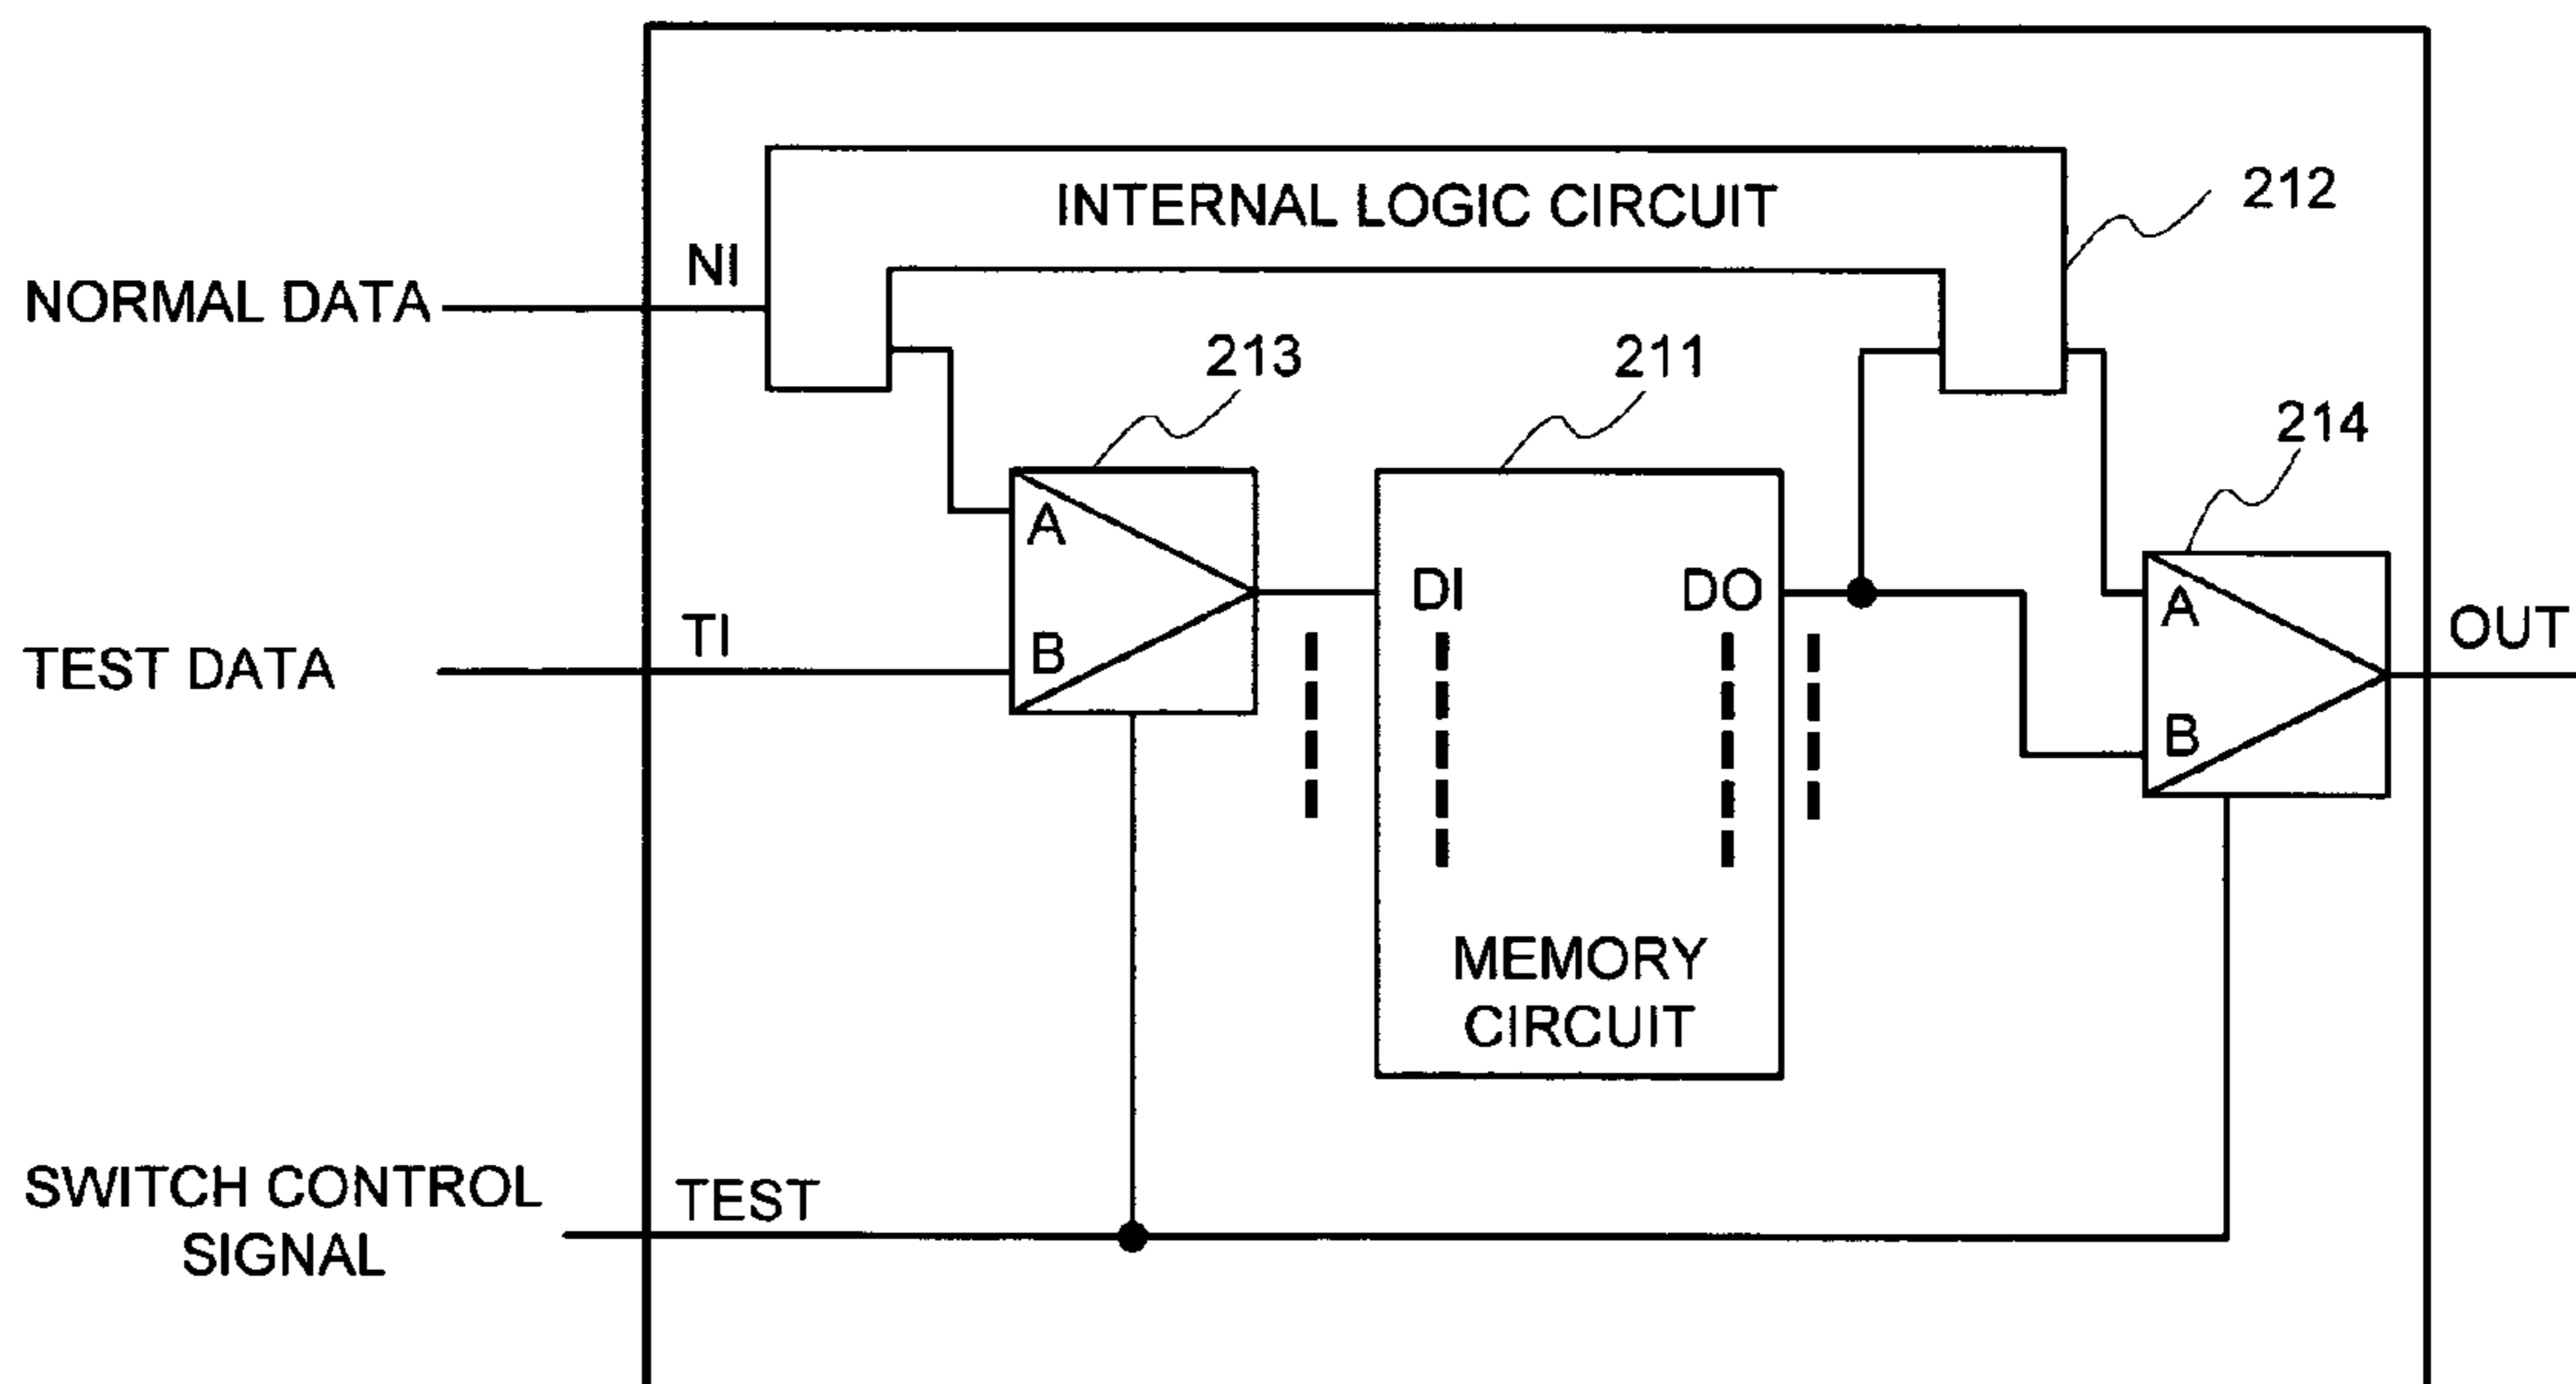 INTERNAL LOGIC CIRCUIT
212
NI
NORMAL DATA
213
211
214
A
DI
DO
A
OUT
TI
B
TEST DATA
B
MEMORY
CIRCUIT
SWITCH CONTROL
SIGNAL
TEST